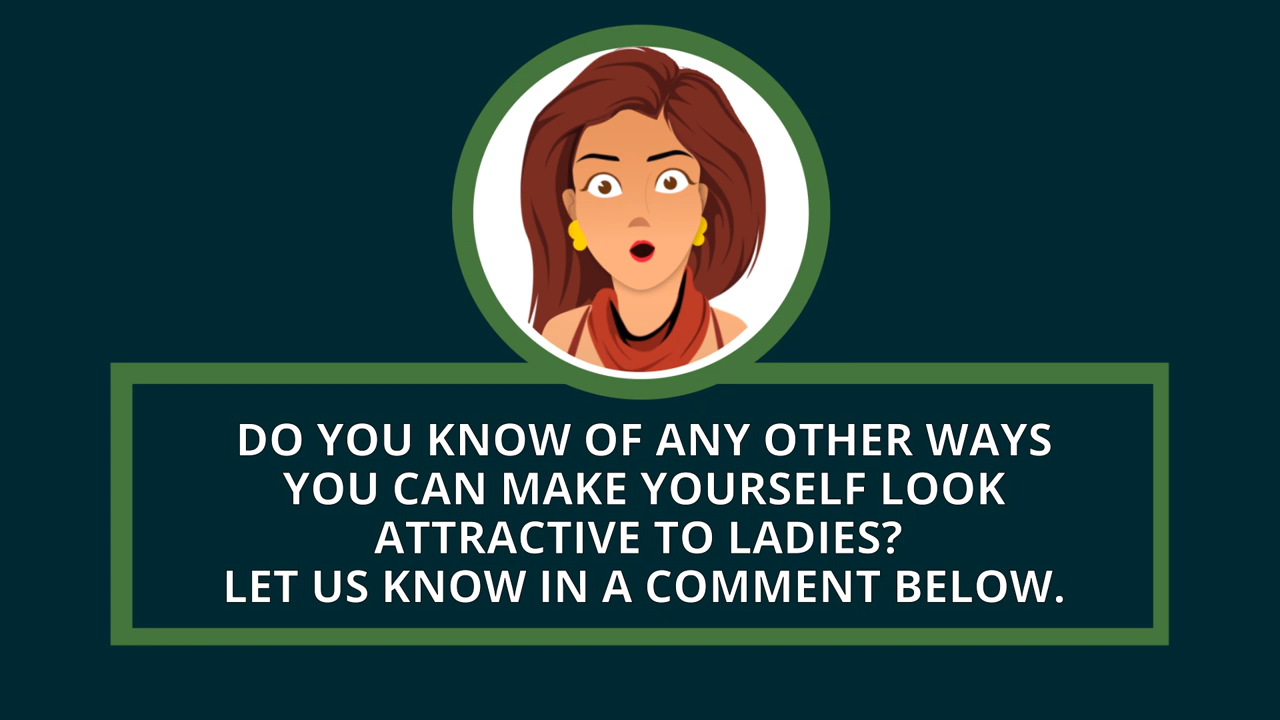 DO YOU KNOW OF ANY OTHER WAYS
YOU CAN MAKE YOURSELF LOOK
ATTRACTIVE TO LADIES?
LET US KNOW IN A COMMENT BELOW.